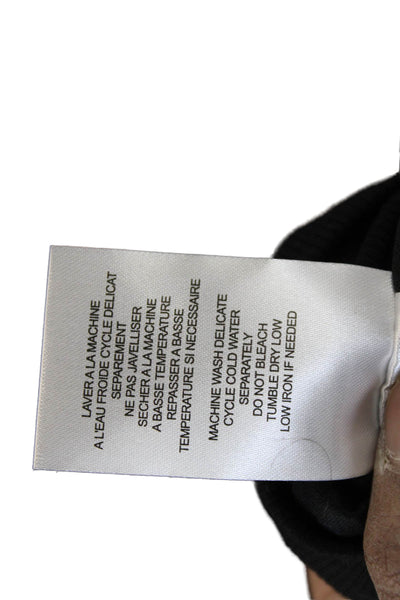 LAVER A LA MACHINE
A L'EAU FROIDE CYCLE DELICAT
SEPAREMENT
NE PAS JAVELLISER
SECHER A LA MACHINE
A BASSE TEMPERATURE
REPASSER A BASSE
TEMPERATURE SI NECESSAIRE
MACHINE WASH DELICATE
CYCLE COLD WATER
SEPARATELY
DO NOT BLEACH
TUMBLE DRY LOW
LOW IRON IF NEEDED